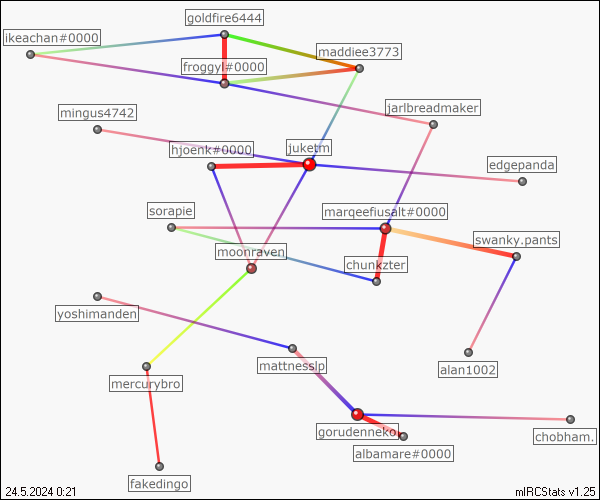 goldfire6444
ikeachan#0000
maddiee3773
froggyl#0000
jarlbreadmaker
mingus4742
hjoenk#0000
juketm
edgepanda
sorapie
marqeefiusalt#0000
swanky.pants
moonraven
chunkzter
yoshimanden
mattnesslp
alan1002
mercurybro
gorudenneko
chobham.
albamare#0000
fakedingo
24.5.2024 0:21
mIRCStats v1.25